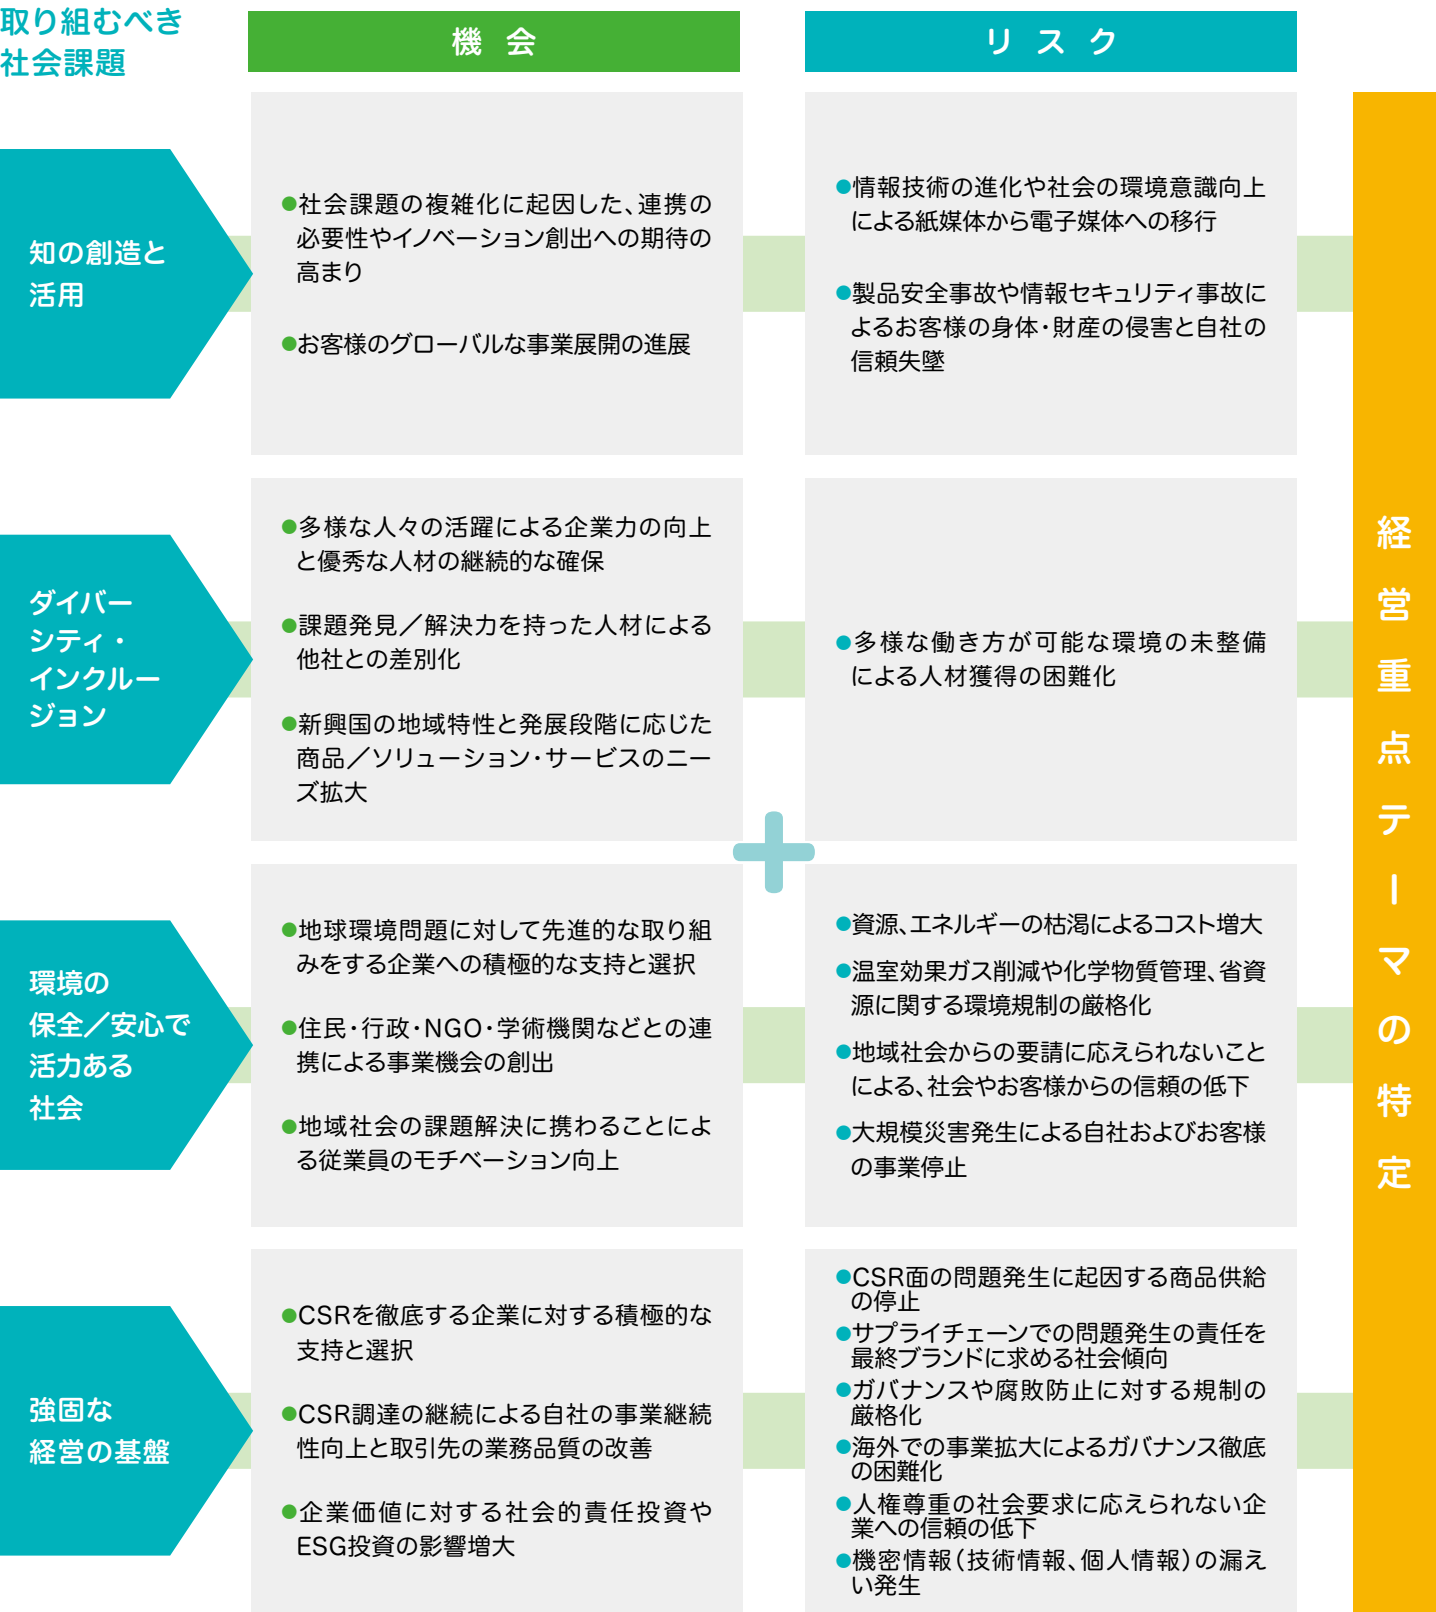 取り組むべき
社会課題
機会
リスク
知の創造と
活用
●社会課題の複雑化に起因した、連携の
必要性やイノベーション創出への期待の
高まり
●お客様のグローバルな事業展開の進展
●情報技術の進化や社会の環境意識向上
による紙媒体から電子媒体への移行
●製品安全事故や情報セキュリティ事故に
よるお客様の身体・財産の侵害と自社の
信頼失墜
ダイバー
シティ・
インクルー
ジョン
●多様な人々の活躍による企業力の向上
と優秀な人材の継続的な確保
●課題発見／解決力を持った人材による
他社との差別化
●新興国の地域特性と発展段階に応じた
商品／ソリューション・サービスのニー
ズ拡大
●多様な働き方が可能な環境の未整備
による人材獲得の困難化
環境の
保全／安心で
活力ある
社会
●地球環境問題に対して先進的な取り組
みをする企業への積極的な支持と選択
●住民・行政・NGO・学術機関などとの連
携による事業機会の創出
●地域社会の課題解決に携わることによ
る従業員のモチベーション向上
●資源、エネルギーの枯渇によるコスト増大
●温室効果ガス削減や化学物質管理、省資
源に関する環境規制の厳格化
●地域社会からの要請に応えられないこと
による、社会やお客様からの信頼の低下
●大規模災害発生による自社およびお客様
の事業停止
強固な
経営の基盤
●CSRを徹底する企業に対する積極的な
支持と選択
●CSR調達の継続による自社の事業継続
性向上と取引先の業務品質の改善
●企業価値に対する社会的責任投資や
ESG投資の影響増大
●CSR面の問題発生に起因する商品供給
の停止
●サプライチェーンでの問題発生の責任を
最終ブランドに求める社会傾向
●ガバナンスや腐敗防止に対する規制の
厳格化
●海外での事業拡大によるガバナンス徹底
の困難化
●人権尊重の社会要求に応えられない企
業への信頼の低下
●機密情報（技術情報、個人情報）の漏え
い発生
経営重点テーマの特定